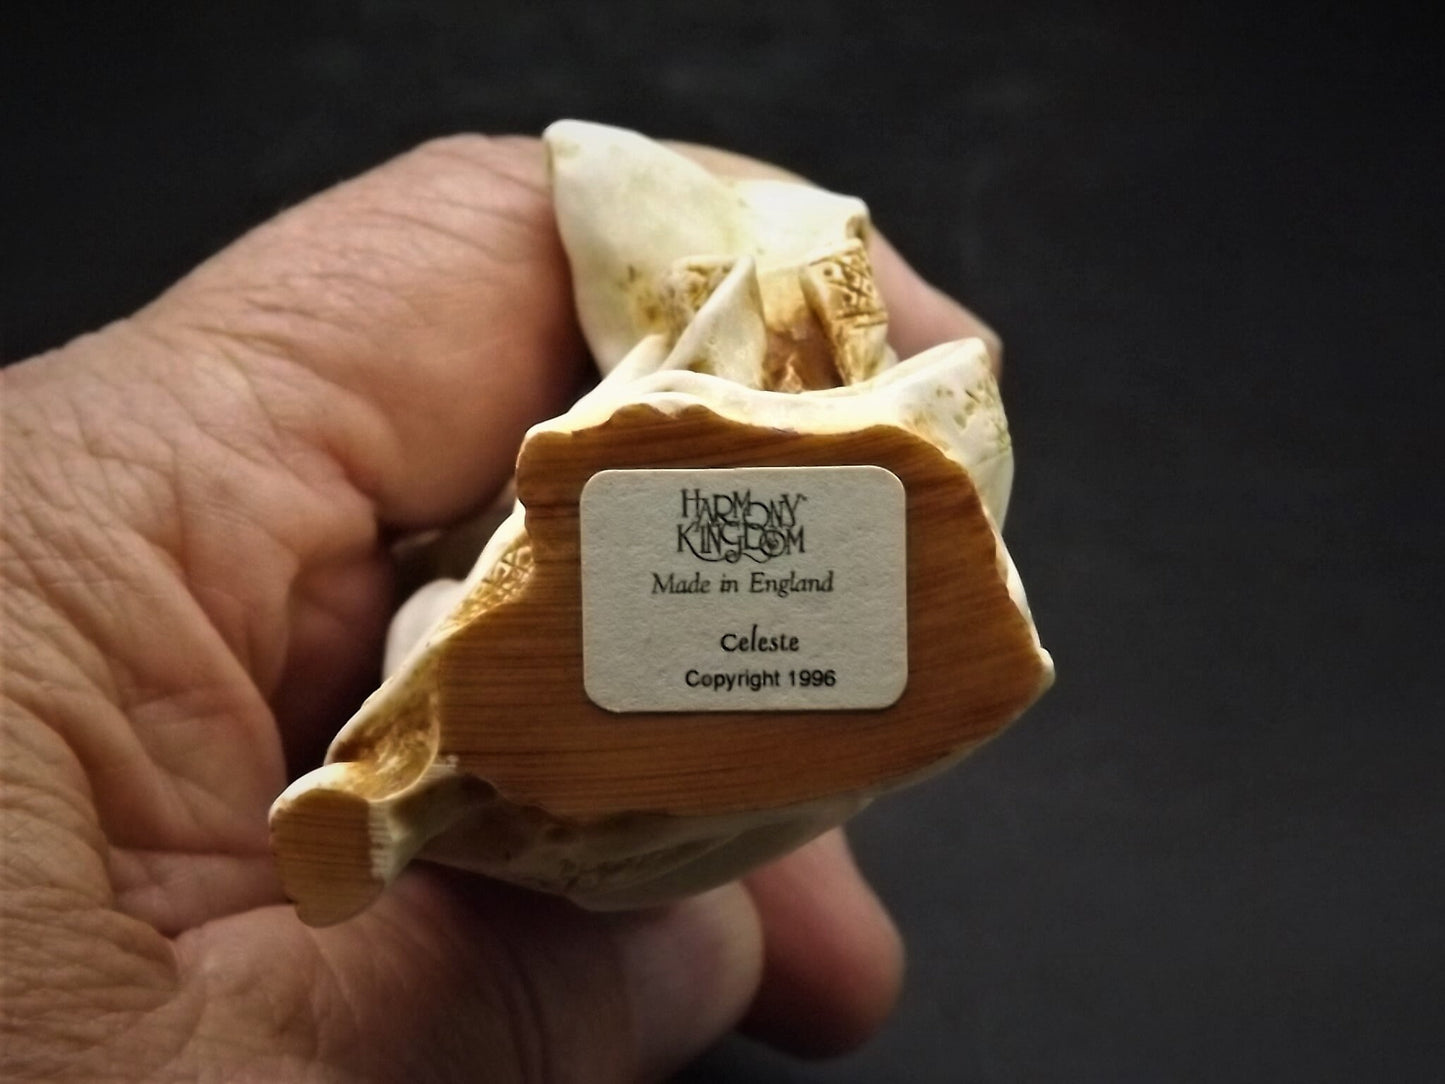 HARMONY
KINGDOM
Made in England
Celeste
Copyright 1996